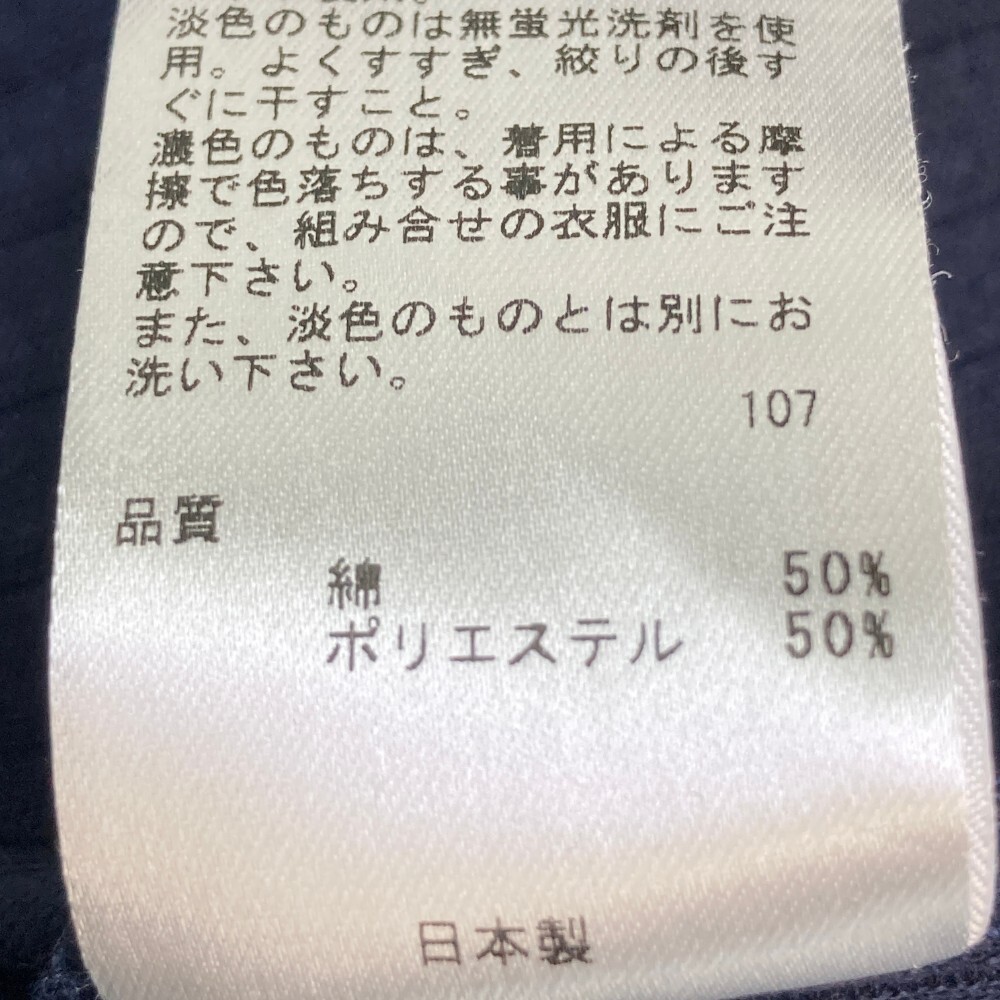 淡色のものは無蛍光洗剤を使
用。よくすすぎ、絞りの後す
ぐに干すこと。
濃色のものは、着用による摩
擦で色落ちする事があります
ので、組み合せの衣服にご注
意下さい。
また、淡色のものとは別にお
洗い下さい。
107
品質
綿 50%
ポリエステル 50%
日本製